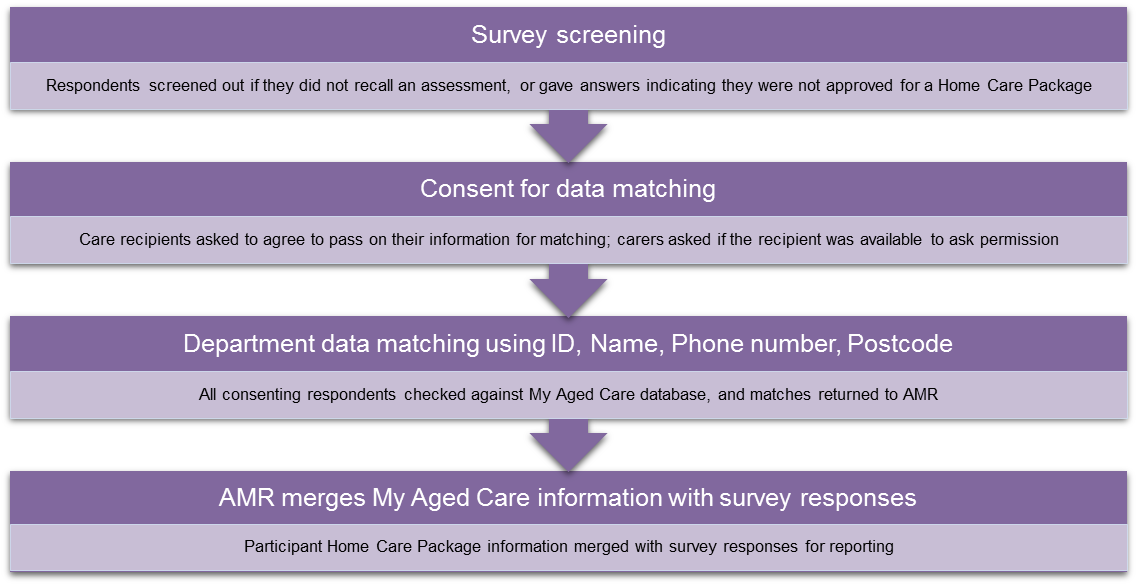 Survey screening
Respondents screened out if they did not recall an assessment, or gave answers indicating they were not approved for a Home Care Package
Consent for data matching
Care recipients asked to agree to pass on their information for matching; carers asked if the recipient was available to ask permission
Department data matching using ID, Name, Phone number, Postcode
All consenting respondents checked against My Aged Care database, and matches returned to AMR
AMR merges My Aged Care information with survey responses
Participant Home Care Package information merged with survey responses for reporting